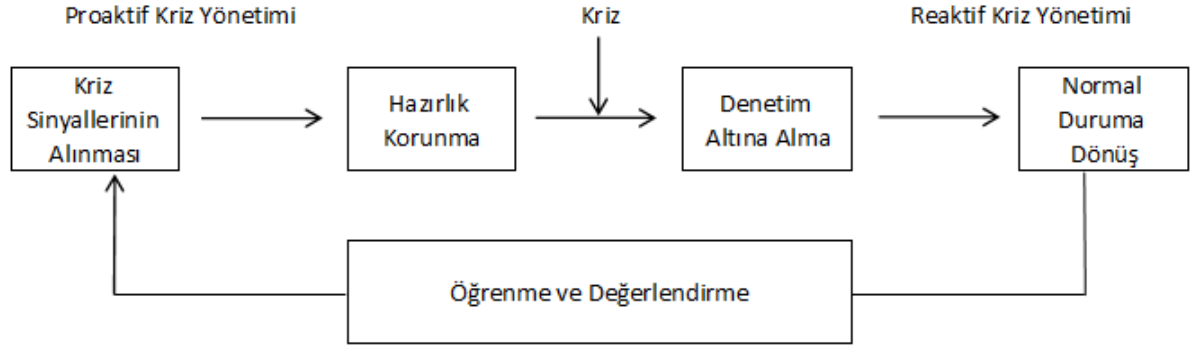 Proaktif Kriz Yönetimi
Kriz
Reaktif Kriz Yönetimi
Kriz
Sinyallerinin
Alınması
Hazırlık
Korunma
Denetim
Altına Alma
Normal
Duruma
Dönüş
Öğrenme ve Değerlendirme